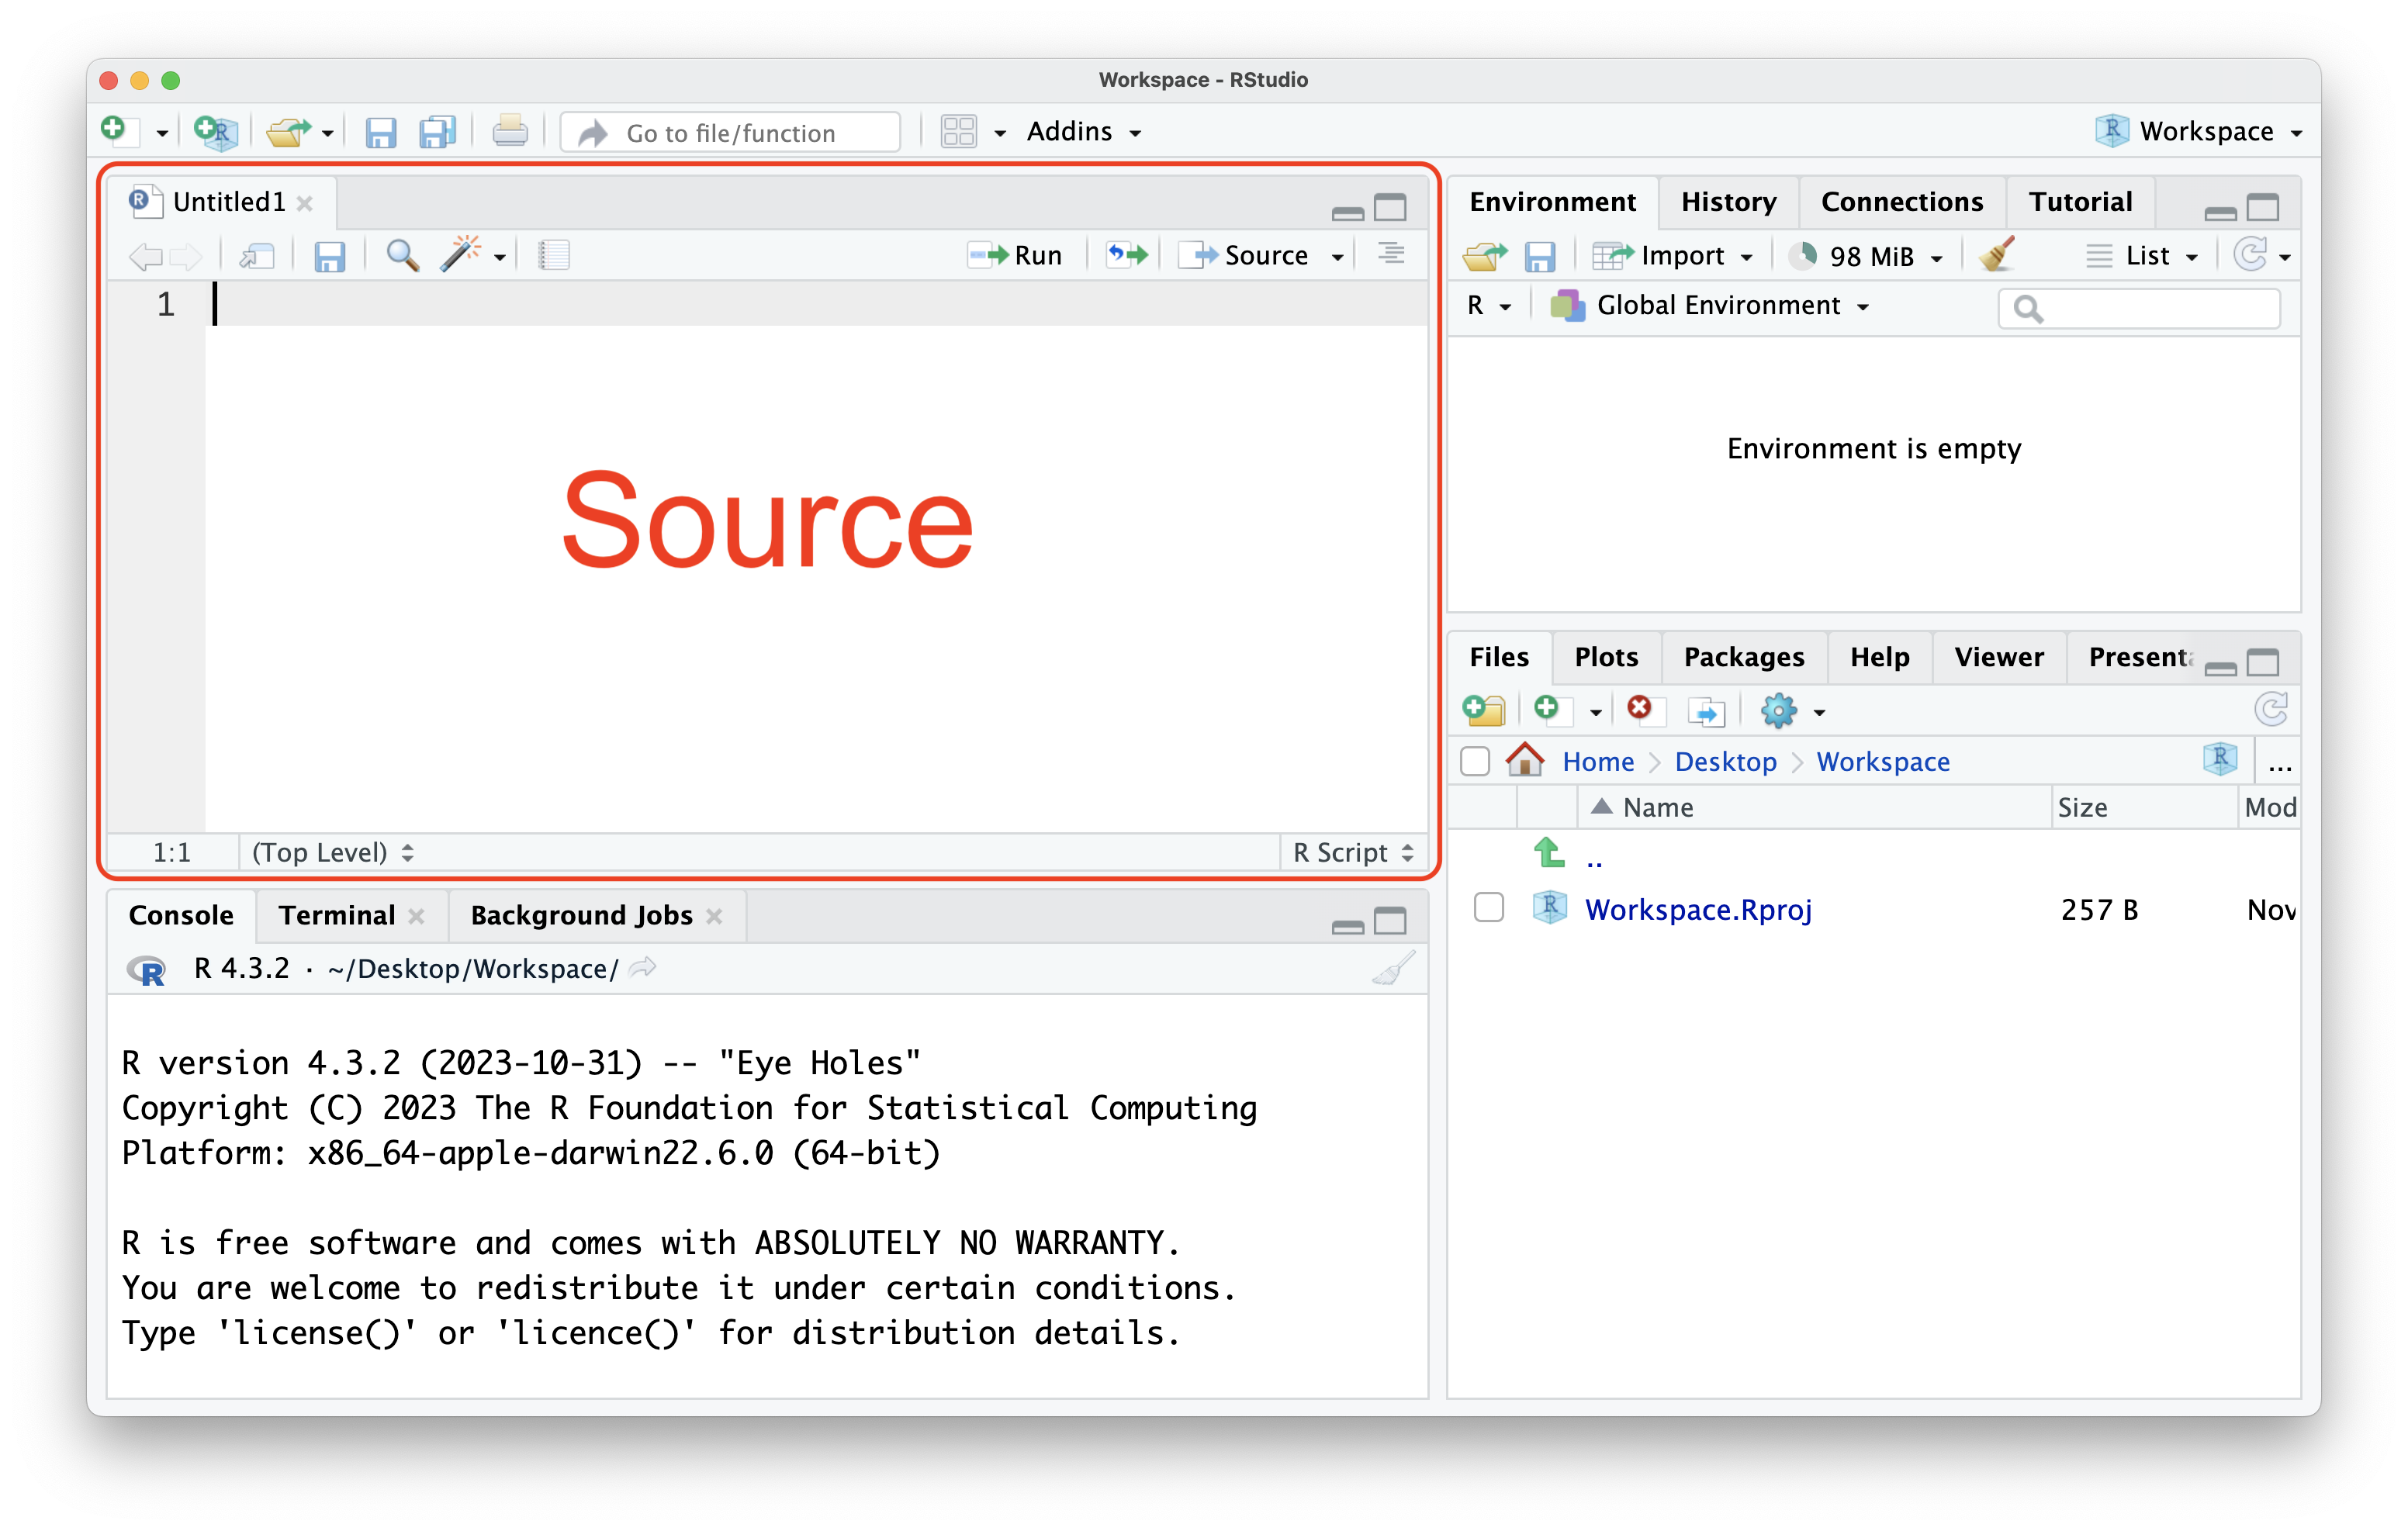 Workspace - RStudio
Go to file/function
Addins
Workspace
Untitled1
Run
Source
1
Source
1:1
(Top Level)
R Script
Console
Terminal
Background Jobs
R 4.3.2 · ~/Desktop/Workspace/
R version 4.3.2 (2023-10-31) -- "Eye Holes"
Copyright (C) 2023 The R Foundation for Statistical Computing
Platform: x86_64-apple-darwin22.6.0 (64-bit)
R is free software and comes with ABSOLUTELY NO WARRANTY.
You are welcome to redistribute it under certain conditions.
Type 'license()' or 'licence()' for distribution details.
Environment
History
Connections
Tutorial
Import
98 MiB
List
R
Global Environment
Environment is empty
Files
Plots
Packages
Help
Viewer
Present
Home
Desktop
Workspace
...
Name
Size
Mod
..
Workspace.Rproj
257 B
Nov